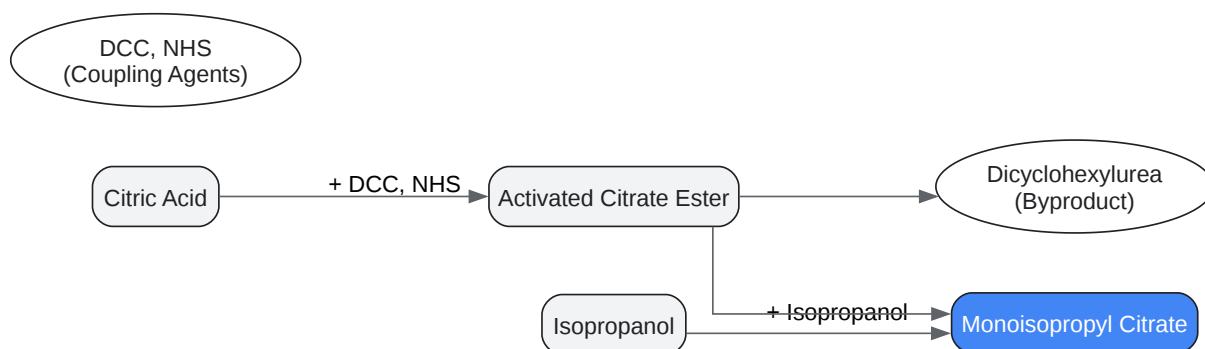 DCC, NHS
(Coupling Agents)
Citric Acid
+ DCC, NHS
Activated Citrate Ester
Dicyclohexylurea
(Byproduct)
Isopropanol
+ Isopropanol
Monoisopropyl Citrate